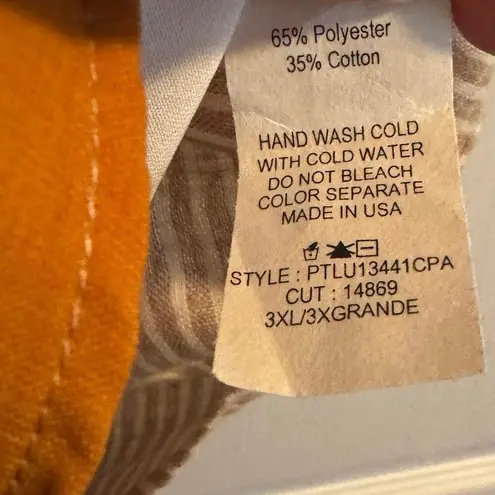 65% Polyester
35% Cotton
HAND WASH COLD
WITH COLD WATER
DO NOT BLEACH
COLOR SEPARATE
MADE IN USA
STYLE : PTLU13441CPA
CUT : 14869
3XL/3XGRANDE